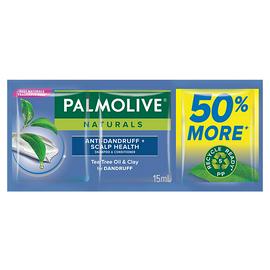 PALMOLIVE
NATURALS
ANTI-DANDRUFF +
SCALP HEALTH
SHAMPOO & CONDITIONER
Tea Tree Oil & Clay
for DANDRUFF
15mL
50%
MORE*
RECYCLE READY
5
PP